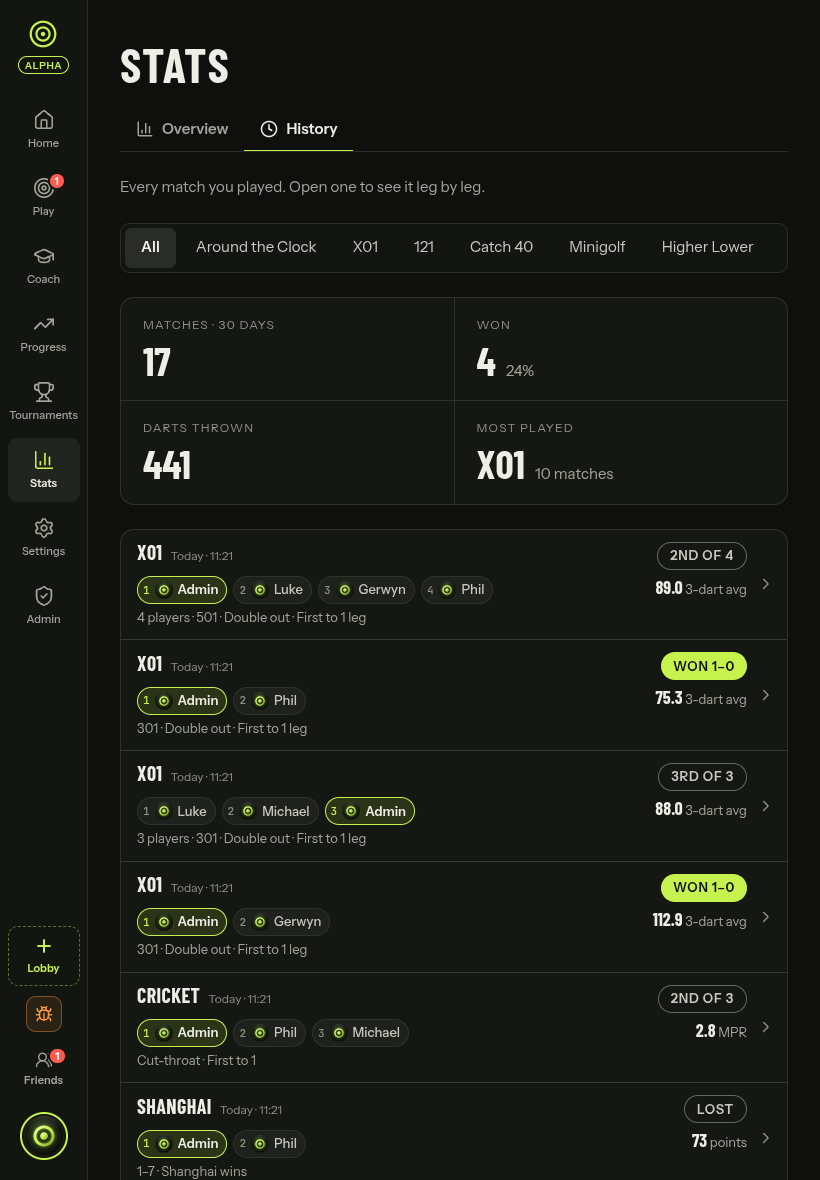 ALPHA
Home
1
Play
Coach
Progress
Tournaments
Stats
Settings
Admin
Lobby
1
Friends
STATS
Overview
History
Every match you played. Open one to see it leg by leg.
All Around the Clock X01 121 Catch 40 Minigolf Higher Lower
MATCHES · 30 DAYS
17
WON
4 24%
DARTS THROWN
441
MOST PLAYED
X01 10 matches
X01 Today · 11:21
2ND OF 4
1 Admin 2 Luke 3 Gerwyn 4 Phil
89.0 3-dart avg
4 players · 501 · Double out · First to 1 leg
X01 Today · 11:21
WON 1–0
1 Admin 2 Phil
75.3 3-dart avg
301 · Double out · First to 1 leg
X01 Today · 11:21
3RD OF 3
1 Luke 2 Michael 3 Admin
88.0 3-dart avg
3 players · 301 · Double out · First to 1 leg
X01 Today · 11:21
WON 1–0
1 Admin 2 Gerwyn
112.9 3-dart avg
301 · Double out · First to 1 leg
CRICKET Today · 11:21
2ND OF 3
1 Admin 2 Phil 3 Michael
2.8 MPR
Cut-throat · First to 1
SHANGHAI Today · 11:21
LOST
1 Admin 2 Phil
73 points
1–7 · Shanghai wins